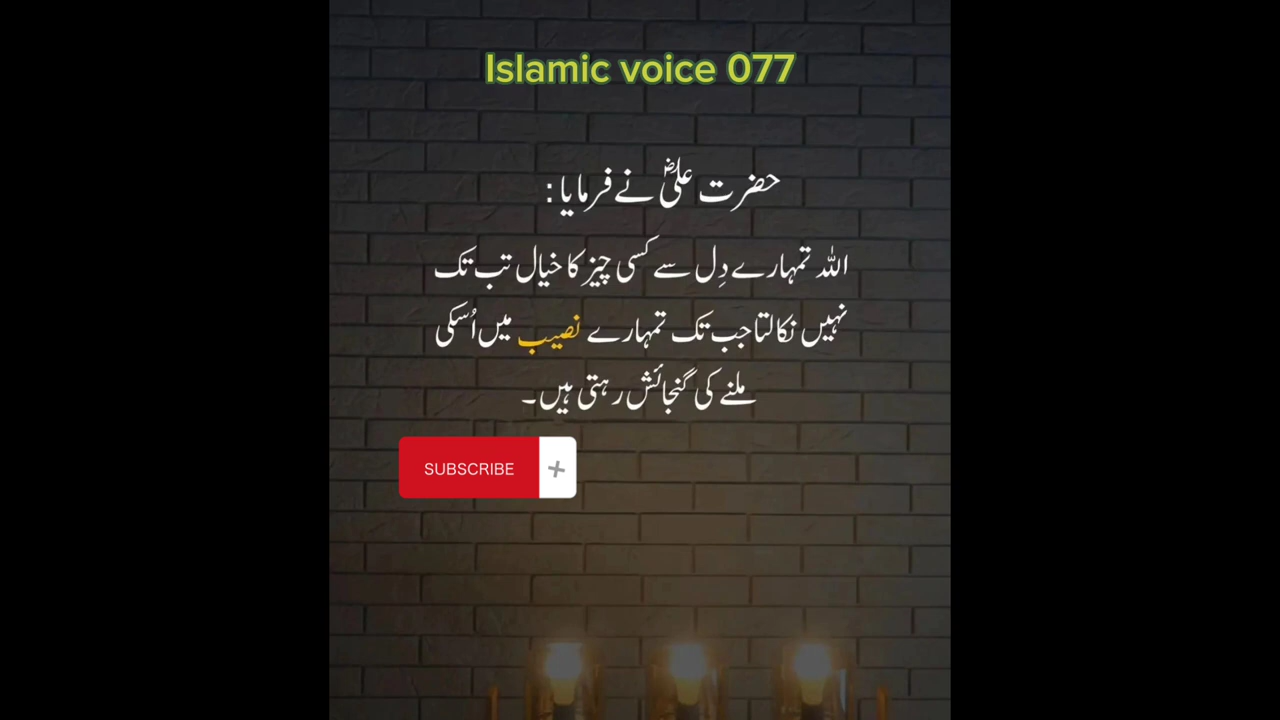 Islamic voice 077
حضرت علیؓ نے فرمایا:
اللہ تمہارے دِل سے کسی چیز کا خیال تب تک
نہیں نکالتا جب تک تمہارے نصیب میں اُسکی
ملنے کی گنجائش رہتی ہیں۔
SUBSCRIBE +